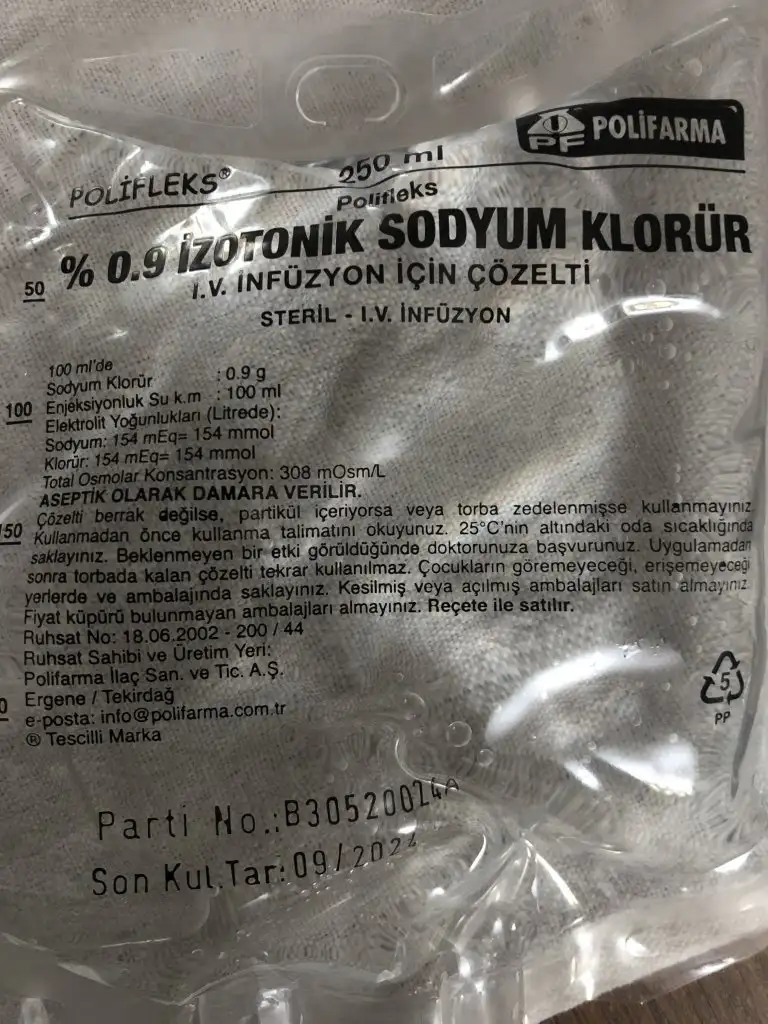 PF POLİFARMA
250 ml
POLİFLEKS®
Polifleks
% 0.9 İZOTONİK SODYUM KLORÜR
50
I.V. İNFÜZYON İÇİN ÇÖZELTİ
STERİL - I.V. İNFÜZYON
100 ml'de
Sodyum Klorür : 0.9 g
100
Enjeksiyonluk Su k.m : 100 ml
Elektrolit Yoğunlukları (Litrede):
Sodyum: 154 mEq= 154 mmol
Klorür: 154 mEq= 154 mmol
Total Osmolar Konsantrasyon: 308 mOsm/L
ASEPTİK OLARAK DAMARA VERİLİR.
Çözelti berrak değilse, partikül içeriyorsa veya torba zedelenmişse kullanmayınız.
150
Kullanmadan önce kullanma talimatını okuyunuz. 25°C'nin altındaki oda sıcaklığında
saklayınız. Beklenmeyen bir etki görüldüğünde doktorunuza başvurunuz. Uygulamadan
sonra torbada kalan çözelti tekrar kullanılmaz. Çocukların göremeyeceği, erişemeyeceği
yerlerde ve ambalajında saklayınız. Kesilmiş veya açılmış ambalajları satın almayınız.
Fiyat küpürü bulunmayan ambalajları almayınız. Reçete ile satılır.
Ruhsat No: 18.06.2002 - 200 / 44
Ruhsat Sahibi ve Üretim Yeri:
Polifarma İlaç San. ve Tic. A.Ş.
Ergene / Tekirdağ
e-posta: info@polifarma.com.tr
® Tescilli Marka
5
PP
Parti No.:B30520024A
Son Kul.Tar:09/2024